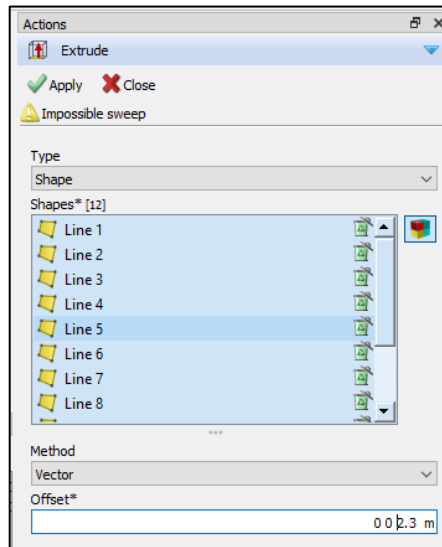 Actions
Extrude
Apply Close
Impossible sweep
Type
Shape
Shapes* [12]
Line 1
Line 2
Line 3
Line 4
Line 5
Line 6
Line 7
Line 8
Method
Vector
Offset*
0 0 2.3 m